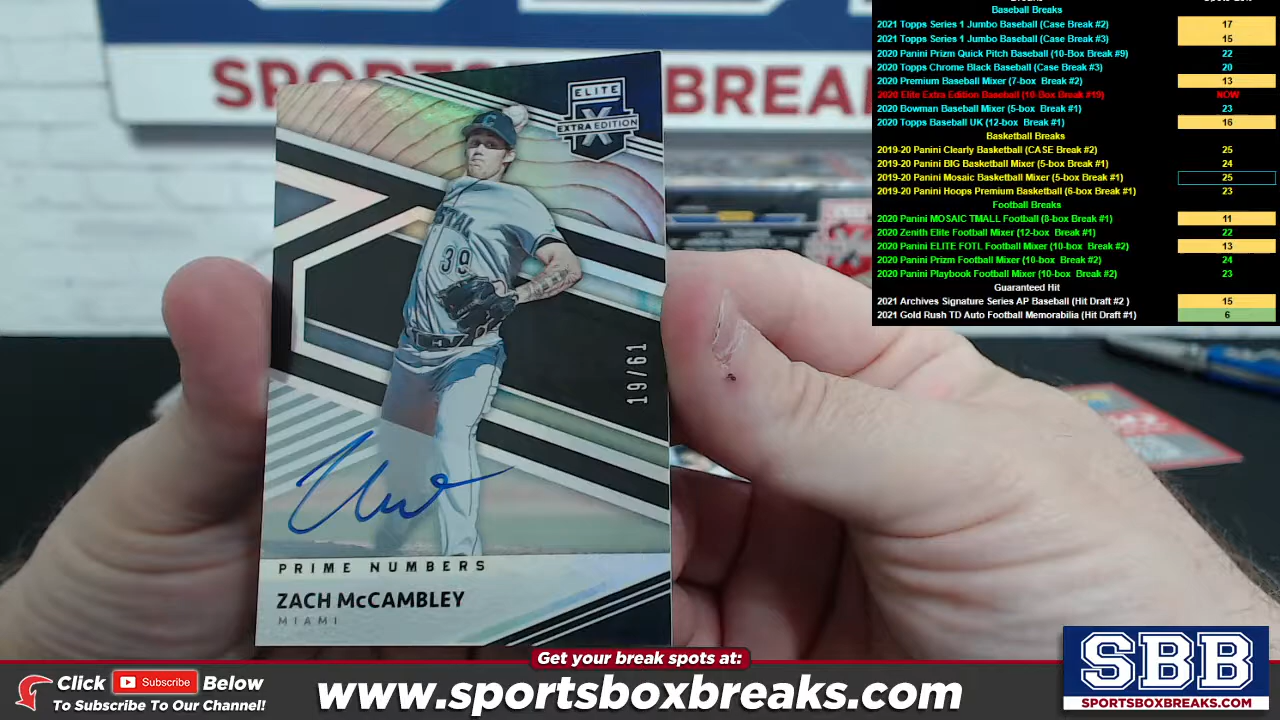 Baseball Breaks
2021 Topps Series 1 Jumbo Baseball (Case Break #2) 17
2021 Topps Series 1 Jumbo Baseball (Case Break #3) 15
2020 Panini Prizm Quick Pitch Baseball (10-Box Break #9) 22
2020 Topps Chrome Black Baseball (Case Break #3) 20
2020 Premium Baseball Mixer (7-box Break #2) 13
2020 Elite Extra Edition Baseball (10-Box Break #19) NOW
2020 Bowman Baseball Mixer (5-box Break #1) 23
2020 Topps Baseball UK (12-box Break #1) 16
Basketball Breaks
2019-20 Panini Clearly Basketball (CASE Break #2) 25
2019-20 Panini BIG Basketball Mixer (5-box Break #1) 24
2019-20 Panini Mosaic Basketball Mixer (5-box Break #1) 25
2019-20 Panini Hoops Premium Basketball (6-box Break #1) 23
Football Breaks
2020 Panini MOSAIC TMALL Football (8-box Break #1) 11
2020 Zenith Elite Football Mixer (12-box Break #1) 22
2020 Panini ELITE FOTL Football Mixer (10-box Break #2) 13
2020 Panini Prizm Football Mixer (10-box Break #2) 24
2020 Panini Playbook Football Mixer (10-box Break #2) 23
Guaranteed Hit
2021 Archives Signature Series AP Baseball (Hit Draft #2 ) 15
2021 Gold Rush TD Auto Football Memorabilia (Hit Draft #1) 6
ELITE
X
EXTRA EDITION
C
39
19/61
PRIME NUMBERS
ZACH McCAMBLEY
MIAMI
Get your break spots at:
Click Subscribe Below
To Subscribe To Our Channel!
www.sportsboxbreaks.com
SBB
SPORTSBOXBREAKS.COM